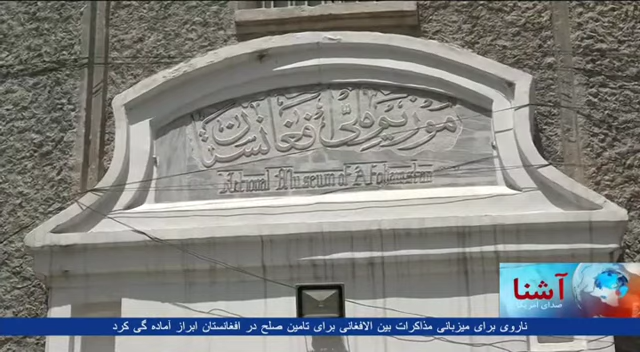 موزیم ملی افغانستان
National Museum of Afghanistan
آشنا
صدای امریکا
ناروی برای میزبانی مذاکرات بین الافغانی برای تامین صلح در افغانستان ابراز آماده گی کرد